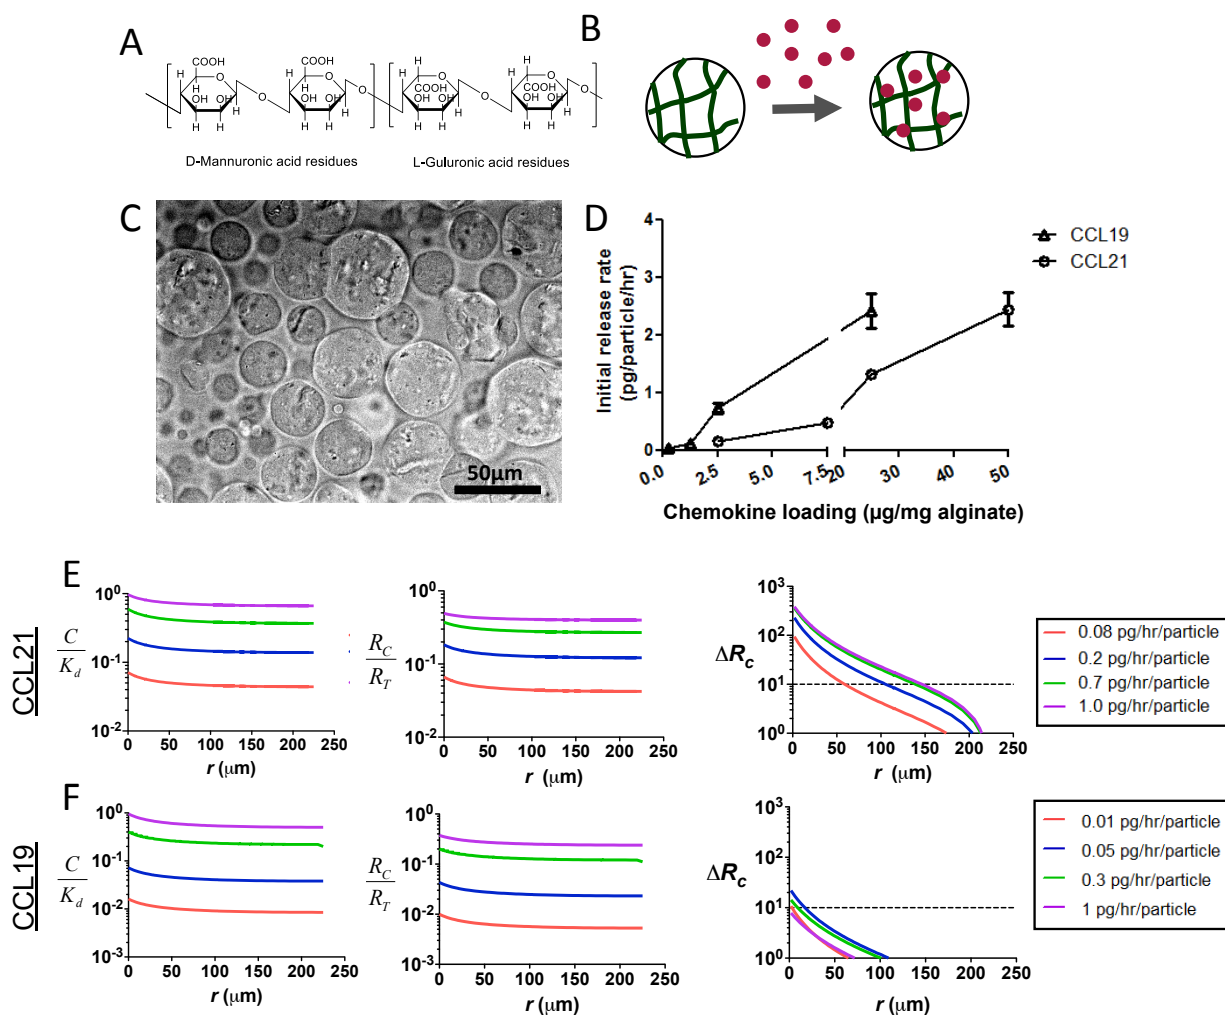 A
COOH
COOH
H
H
H
H
H
H
H
H
O
O
O
O
O
O
O
O
OH
OH
OH
OH
COOH
COOH
OH
OH
OH
OH
H
H
H
H
H
H
H
H
D-Mannuronic acid residues
L-Guluronic acid residues
B
C
50μm
D
Initial release rate
(pg/particle/hr)
4
3
2
1
0
0.0
2.5
5.0
7.5
20
30
40
50
Chemokine loading (μg/mg alginate)
CCL19
CCL21
E
CCL21
C
K_d
10^0
10^-1
10^-2
0 50 100 150 200 250
r (μm)
R_C
R_T
10^0
10^-1
10^-2
0 50 100 150 200 250
r (μm)
ΔR_c
10^3
10^2
10^1
10^0
0 50 100 150 200 250
r (μm)
0.08 pg/hr/particle
0.2 pg/hr/particle
0.7 pg/hr/particle
1.0 pg/hr/particle
F
CCL19
C
K_d
10^0
10^-1
10^-2
10^-3
0 50 100 150 200 250
r (μm)
R_C
R_T
10^0
10^-1
10^-2
10^-3
0 50 100 150 200 250
r (μm)
ΔR_c
10^3
10^2
10^1
10^0
0 50 100 150 200 250
r (μm)
0.01 pg/hr/particle
0.05 pg/hr/particle
0.3 pg/hr/particle
1 pg/hr/particle